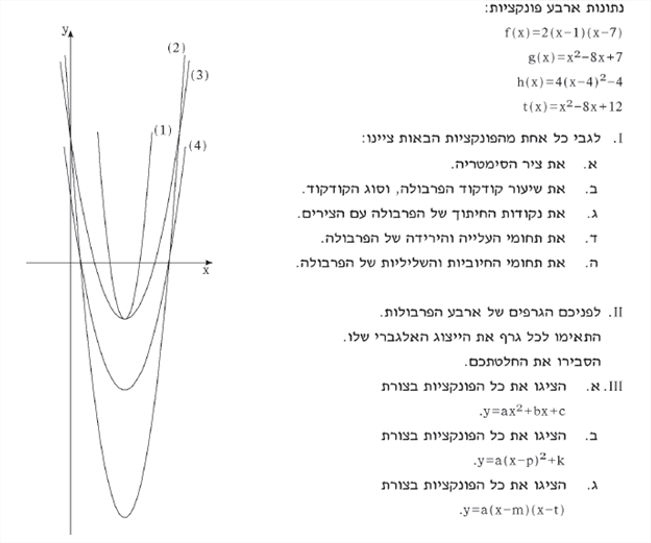 נתונות ארבע פונקציות:
f(x)=2(x-1)(x-7)
g(x)=x²-8x+7
h(x)=4(x-4)²-4
t(x)=x²-8x+12
I. לגבי כל אחת מהפונקציות הבאות ציינו:
א. את ציר הסימטריה.
ב. את שיעור קודקוד הפרבולה, וסוג הקודקוד.
ג. את נקודות החיתוך של הפרבולה עם הצירים.
ד. את תחומי העלייה והירידה של הפרבולה.
ה. את תחומי החיוביות והשליליות של הפרבולה.
II. לפניכם הגרפים של ארבע הפרבולות.
התאימו לכל גרף את הייצוג האלגברי שלו.
הסבירו את החלטתכם.
III. א. הציגו את כל הפונקציות בצורת
y=ax²+bx+c.
ב. הציגו את כל הפונקציות בצורת
y=a(x-p)²+k.
ג. הציגו את כל הפונקציות בצורת
y=a(x-m)(x-t).
y
(2)
(3)
(1)
(4)
x